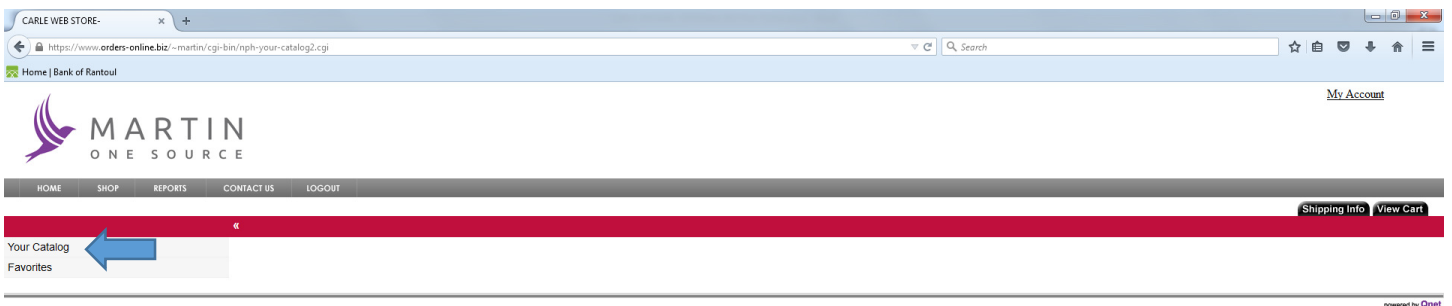 CARLE WEB STORE-
https://www.orders-online.biz/~martin/cgi-bin/nph-your-catalog2.cgi
Search
Home | Bank of Rantoul
My Account
MARTIN
ONE SOURCE
HOME SHOP REPORTS CONTACT US LOGOUT
Shipping Info View Cart
«
Your Catalog
Favorites
powered by Qnet